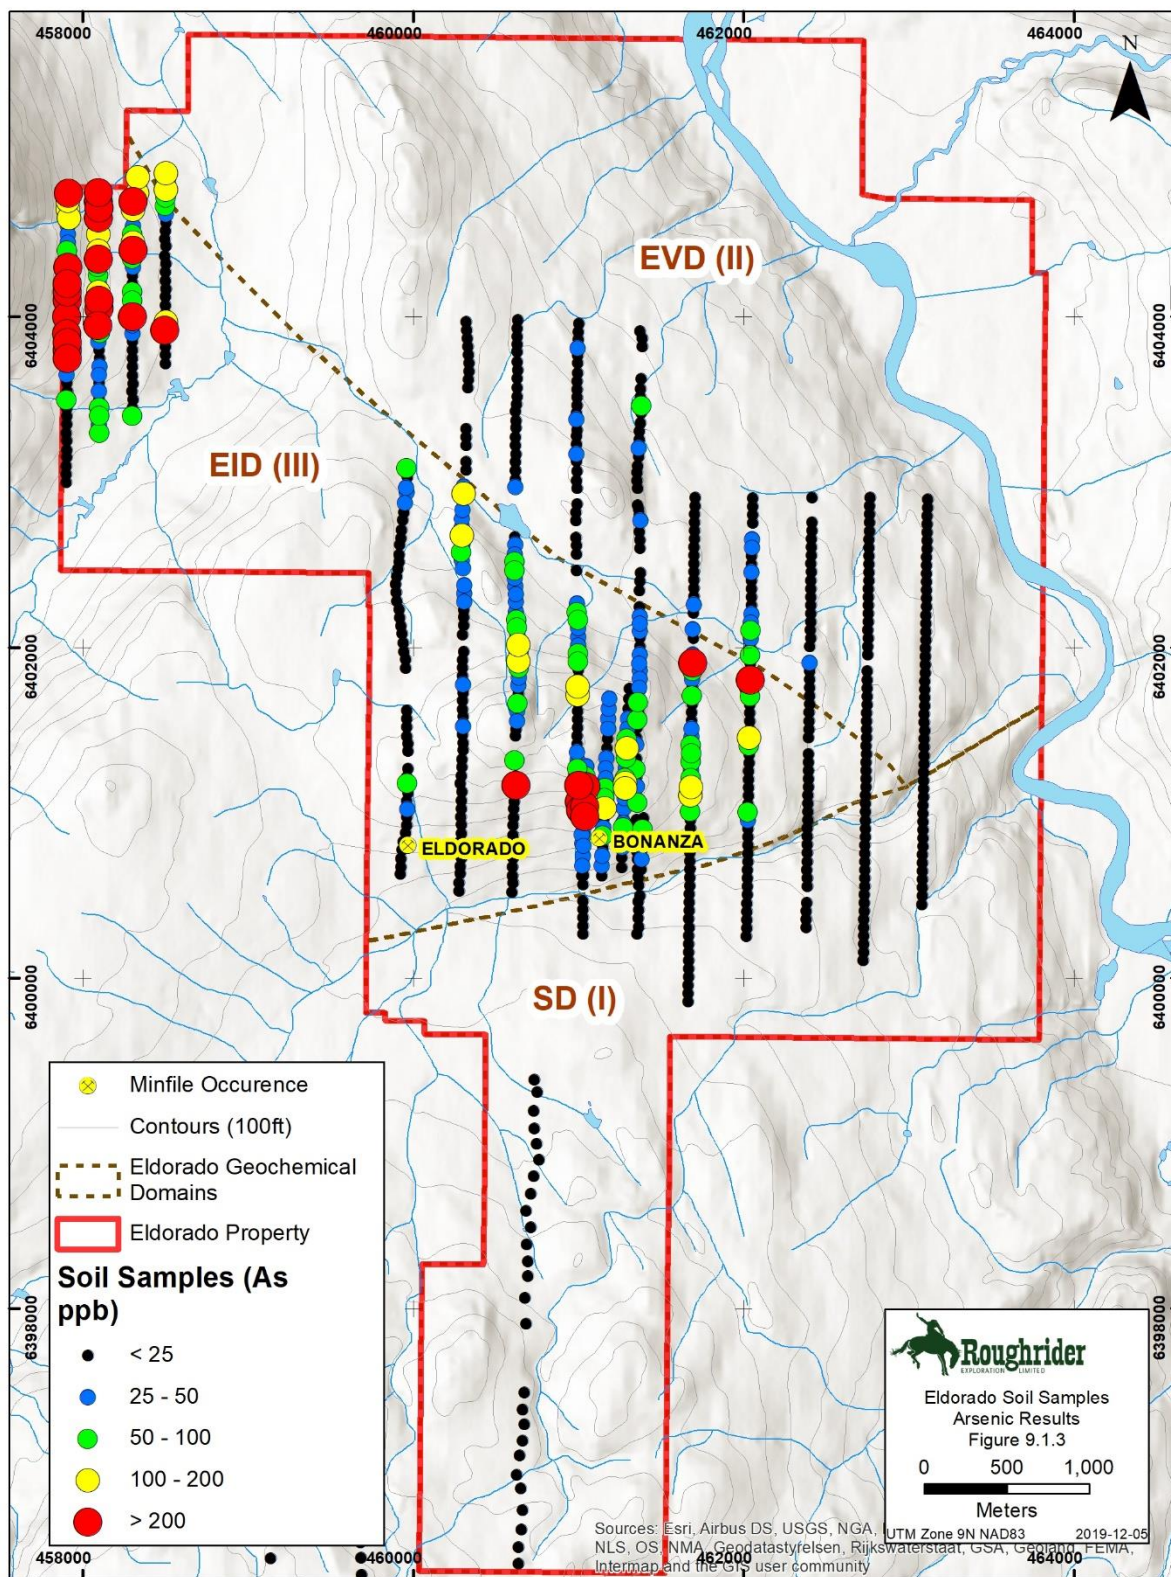 458000 460000 462000 464000
N
EVD (II)
6404000 6404000
EID (III)
6402000 6402000
ELDORADO BONANZA
6400000 6400000
SD (I)
Minfile Occurence
Contours (100ft)
Eldorado Geochemical
Domains
Eldorado Property
Soil Samples (As
ppb)
< 25
25 - 50
50 - 100
100 - 200
> 200
6398000 6398000
Roughrider
EXPLORATION LIMITED
Eldorado Soil Samples
Arsenic Results
Figure 9.1.3
0 500 1,000
Meters
UTM Zone 9N NAD83 2019-12-05
Sources: Esri, Airbus DS, USGS, NGA,
NLS, OS, NMA, Geodatastyrelsen, Rijkswaterstaat, GSA, Geoland, FEMA,
Intermap and the GIS user community
458000 460000 462000 464000